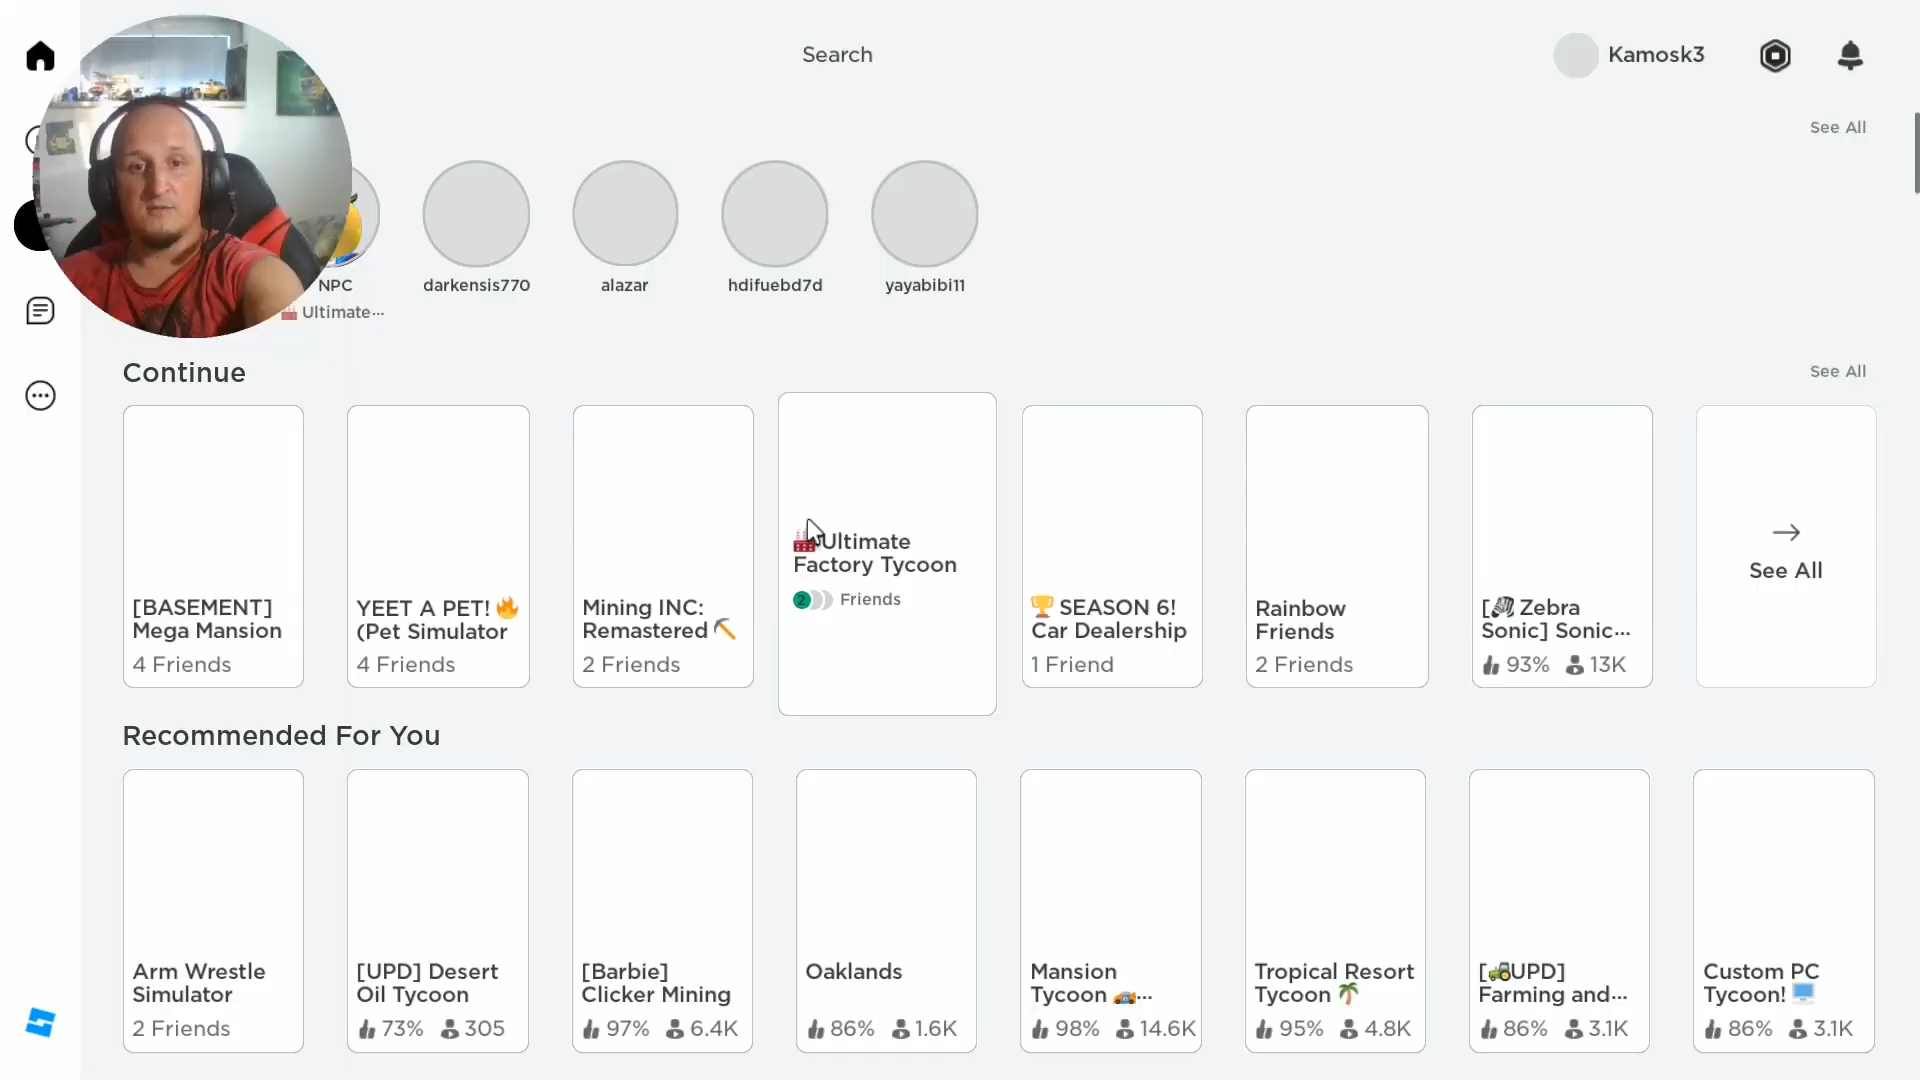 Search
Kamosk3
See All
NPC
darkensis770
alazar
hdifuebd7d
yayabibi11
Ultimate...
Continue
See All
[BASEMENT]
Mega Mansion
4 Friends
YEET A PET! 🔥
(Pet Simulator
4 Friends
Mining INC:
Remastered ⛏️
2 Friends
🏭 Ultimate
Factory Tycoon
2 Friends
🏆 SEASON 6!
Car Dealership
1 Friend
Rainbow
Friends
2 Friends
[🦓 Zebra
Sonic] Sonic...
93% 13K
See All
Recommended For You
Arm Wrestle
Simulator
2 Friends
[UPD] Desert
Oil Tycoon
73% 305
[Barbie]
Clicker Mining
97% 6.4K
Oaklands
86% 1.6K
Mansion
Tycoon 🚓...
98% 14.6K
Tropical Resort
Tycoon 🌴
95% 4.8K
[🚜UPD]
Farming and...
86% 3.1K
Custom PC
Tycoon! 🖥️
86% 3.1K